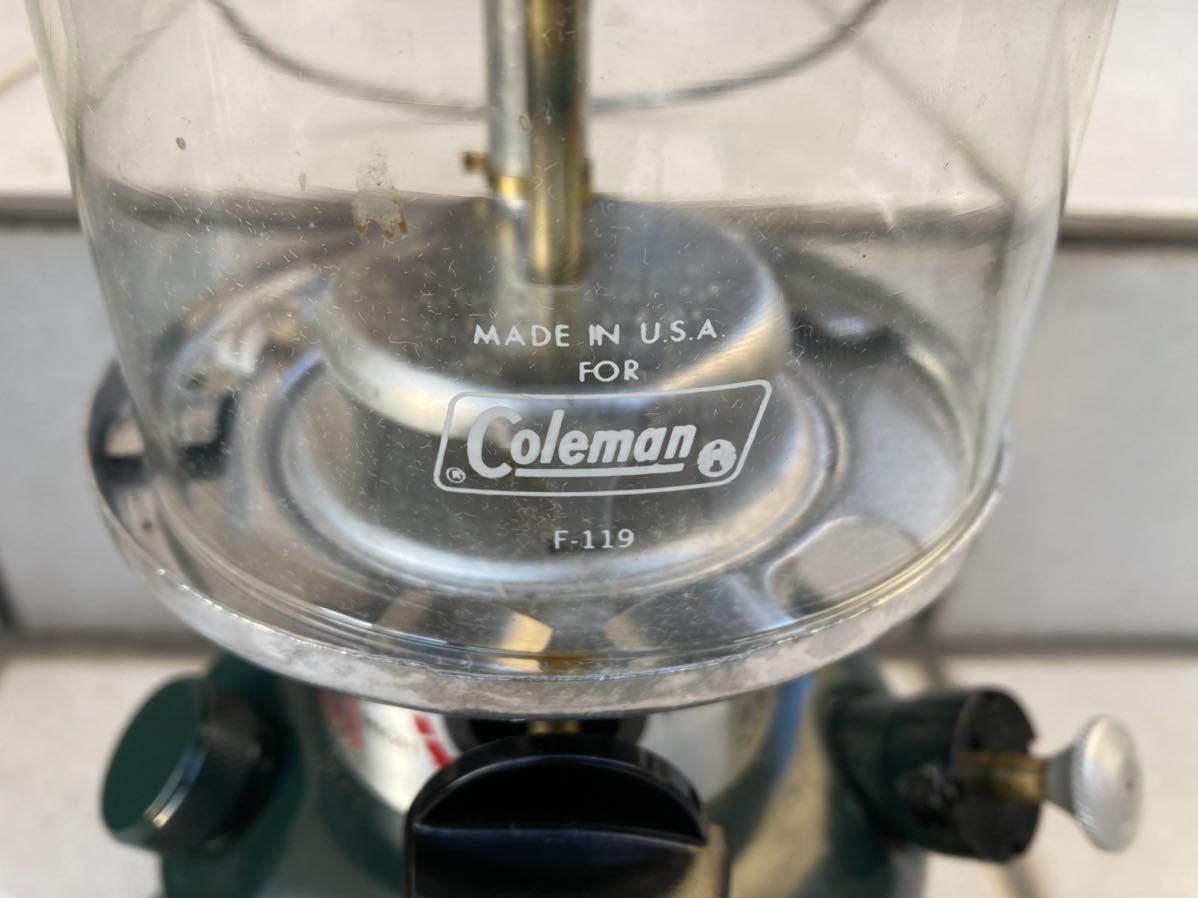 MADE IN U.S.A.
FOR
Coleman
®
F-119